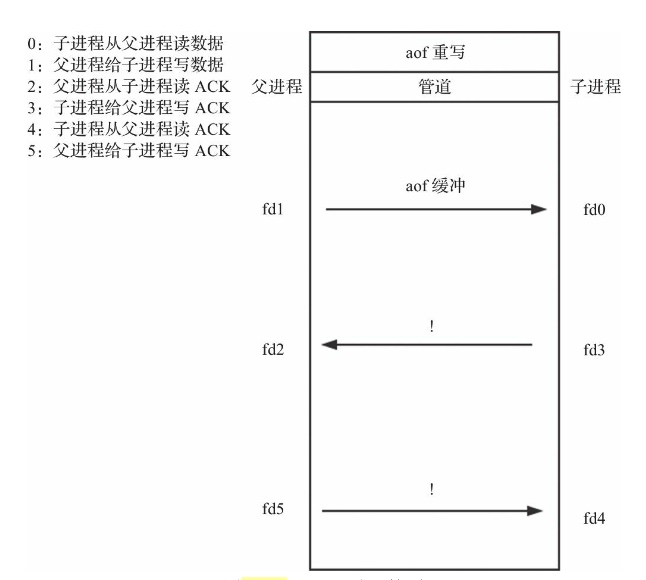 0：子进程从父进程读数据
1：父进程给子进程写数据
2：父进程从子进程读 ACK
3：子进程给父进程写 ACK
4：子进程从父进程读 ACK
5：父进程给子进程写 ACK
aof 重写
父进程 管道 子进程
aof 缓冲
fd1 fd0
!
fd2 fd3
!
fd5 fd4